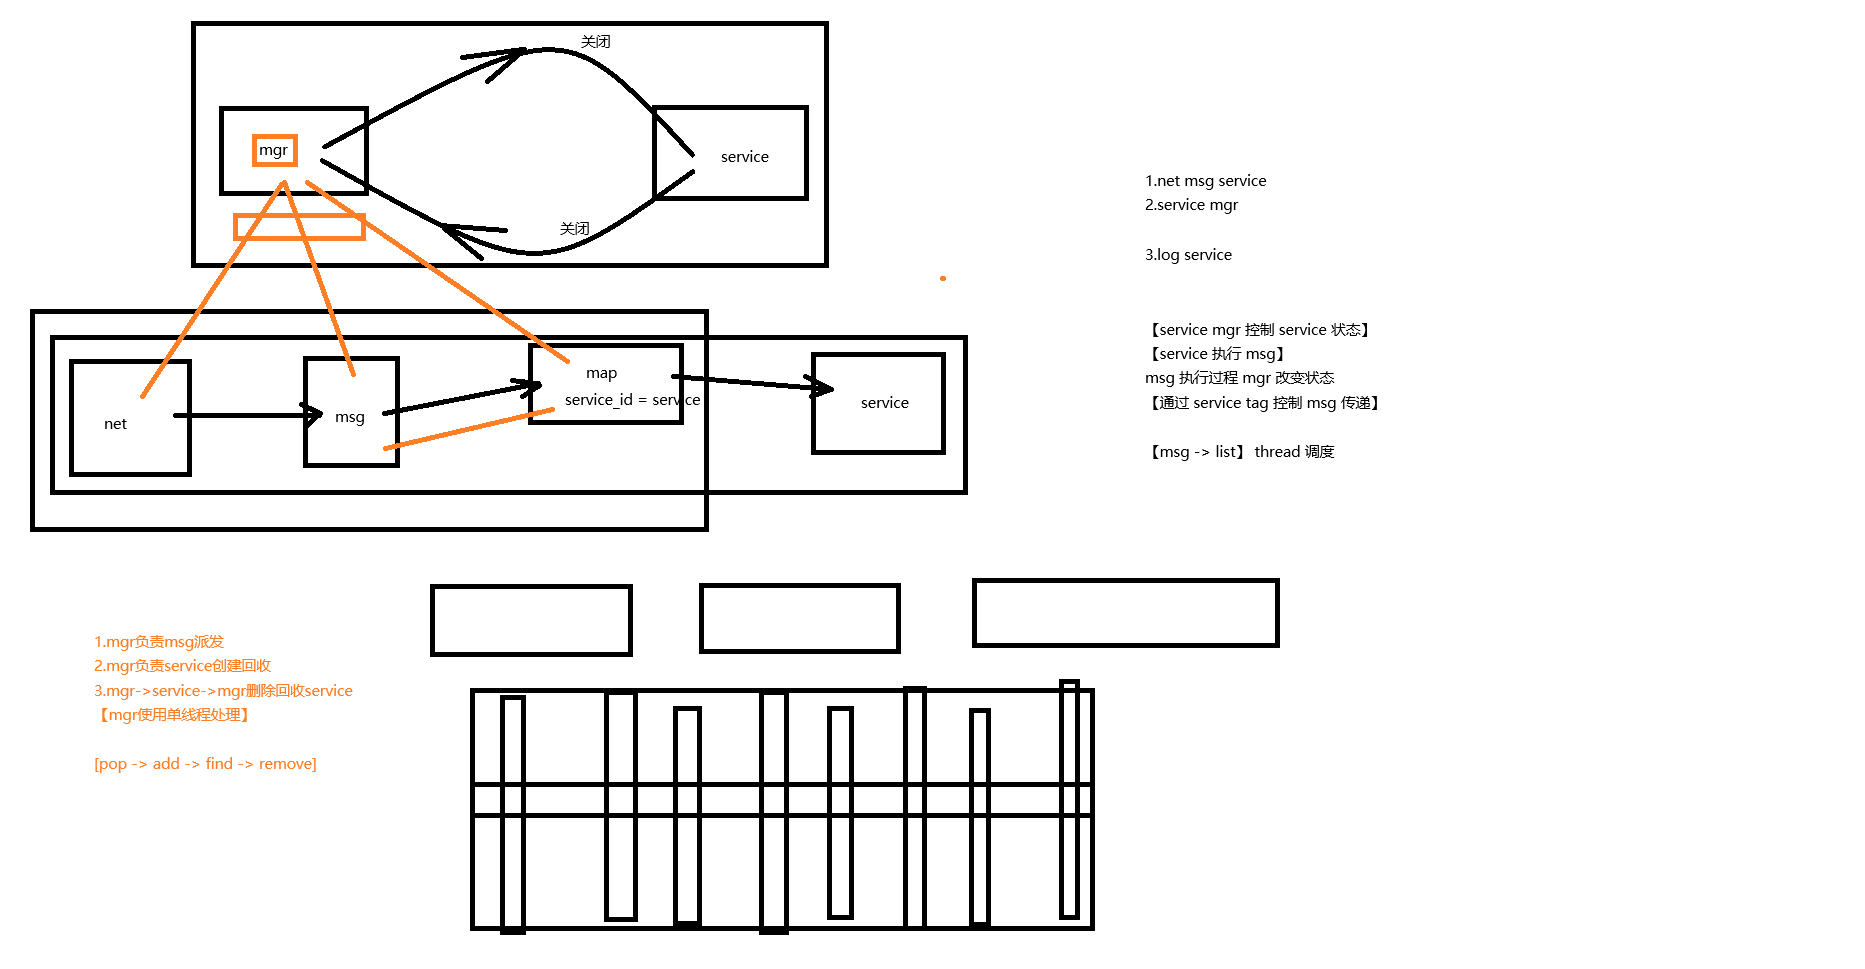 关闭
mgr
service
关闭
net
msg
map
service_id = service
service
1.net msg service
2.service mgr
3.log service
【service mgr 控制 service 状态】
【service 执行 msg】
msg 执行过程 mgr 改变状态
【通过 service tag 控制 msg 传递】
【msg -> list】 thread 调度
1.mgr负责msg派发
2.mgr负责service创建回收
3.mgr->service->mgr删除回收service
【mgr使用单线程处理】
[pop -> add -> find -> remove]